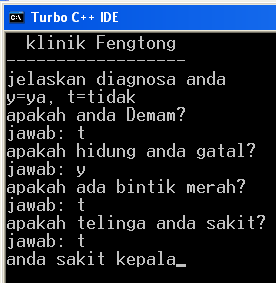 Turbo C++ IDE
klinik Fengtong
------------------
jelaskan diagnosa anda
y=ya, t=tidak
apakah anda Demam?
jawab: t
apakah hidung anda gatal?
jawab: y
apakah ada bintik merah?
jawab: t
apakah telinga anda sakit?
jawab: t
anda sakit kepala_